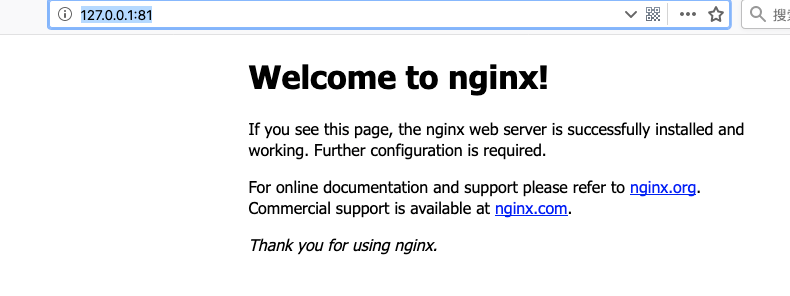 127.0.0.1:81
搜
Welcome to nginx!
If you see this page, the nginx web server is successfully installed and
working. Further configuration is required.
For online documentation and support please refer to nginx.org.
Commercial support is available at nginx.com.
Thank you for using nginx.